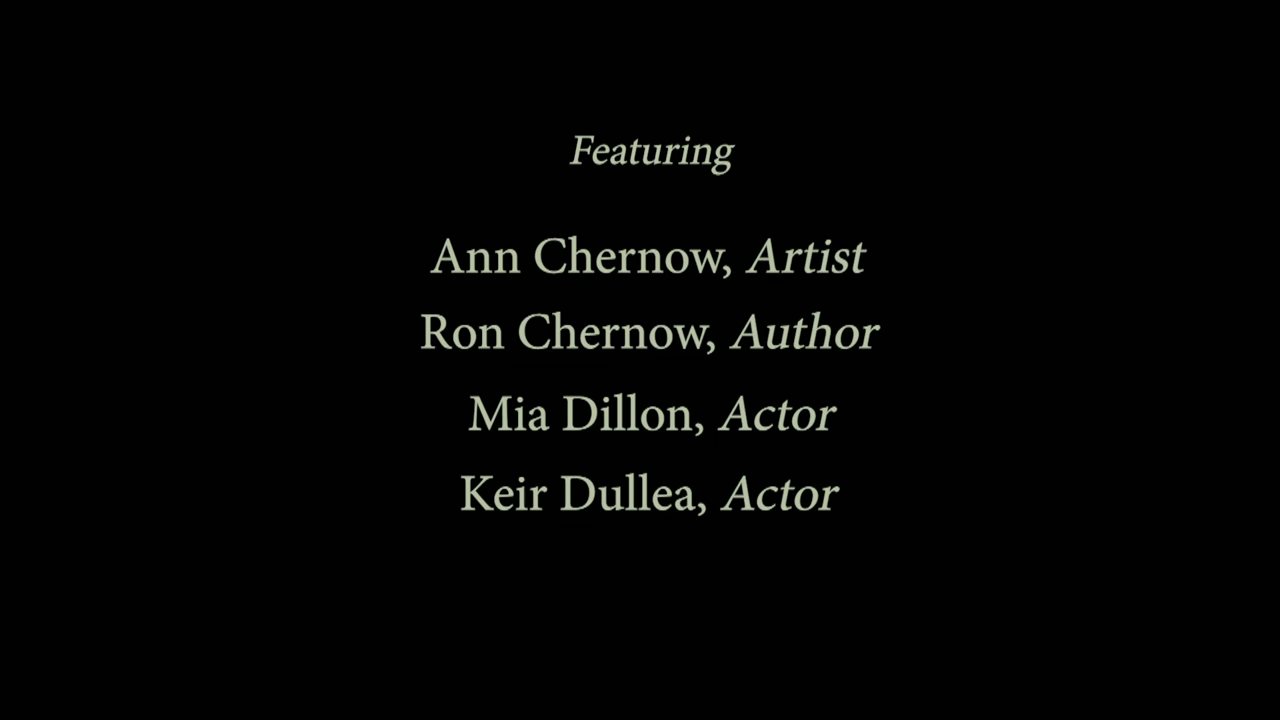 Featuring
Ann Chernow, Artist
Ron Chernow, Author
Mia Dillon, Actor
Keir Dullea, Actor